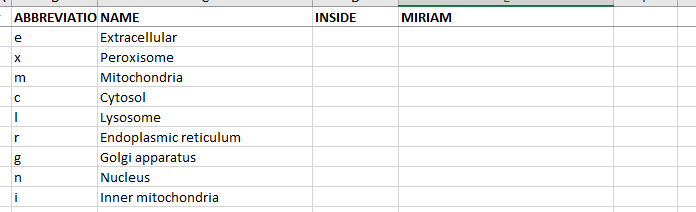 ABBREVIATIO NAME INSIDE MIRIAM
e Extracellular
x Peroxisome
m Mitochondria
c Cytosol
l Lysosome
r Endoplasmic reticulum
g Golgi apparatus
n Nucleus
i Inner mitochondria